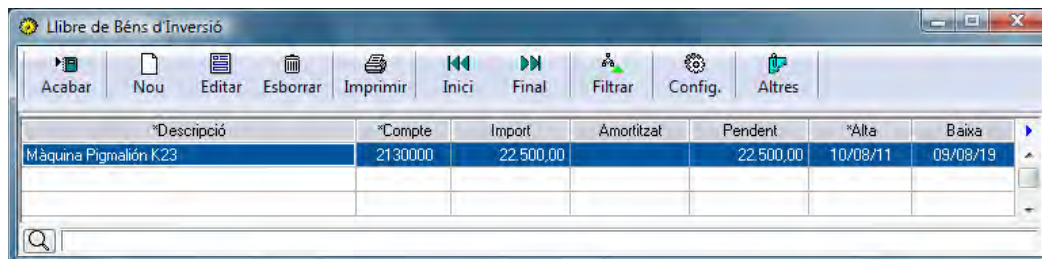 Llibre de Béns d'Inversió
Acabar Nou Editar Esborrar Imprimir Inici Final Filtrar Config. Altres
*Descripció *Compte Import Amortitzat Pendent *Alta Baixa
Màquina Pigmalión K23 2130000 22.500,00 22.500,00 10/08/11 09/08/19